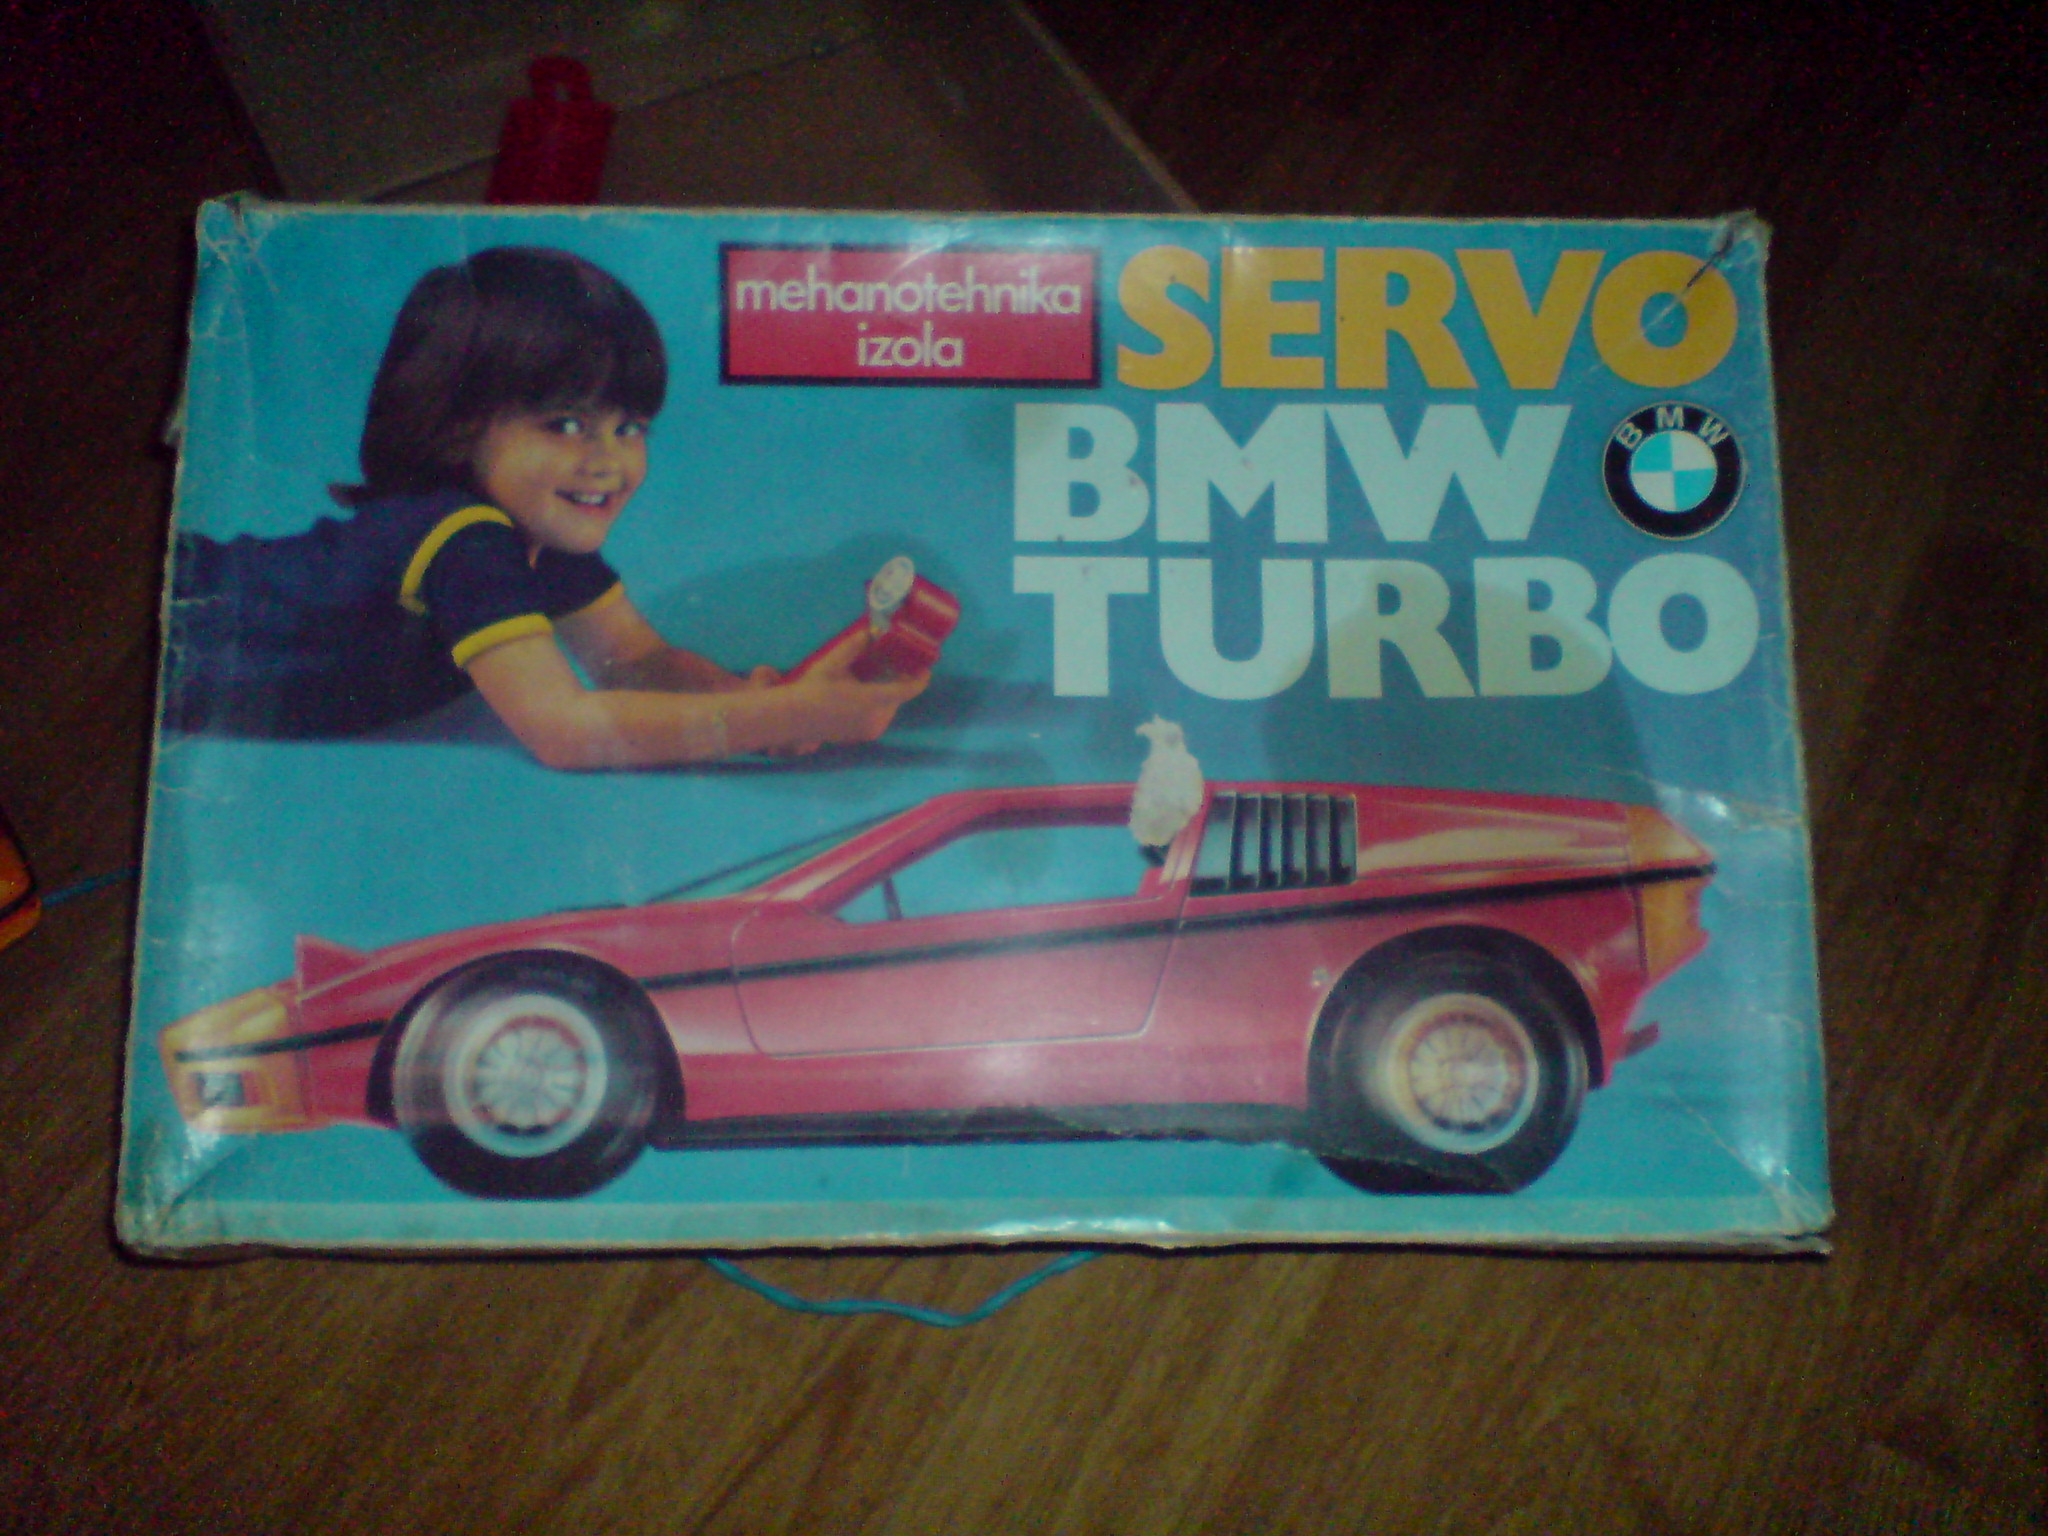 mehanotehnika
izola
SERVO
BMW
BMW
TURBO